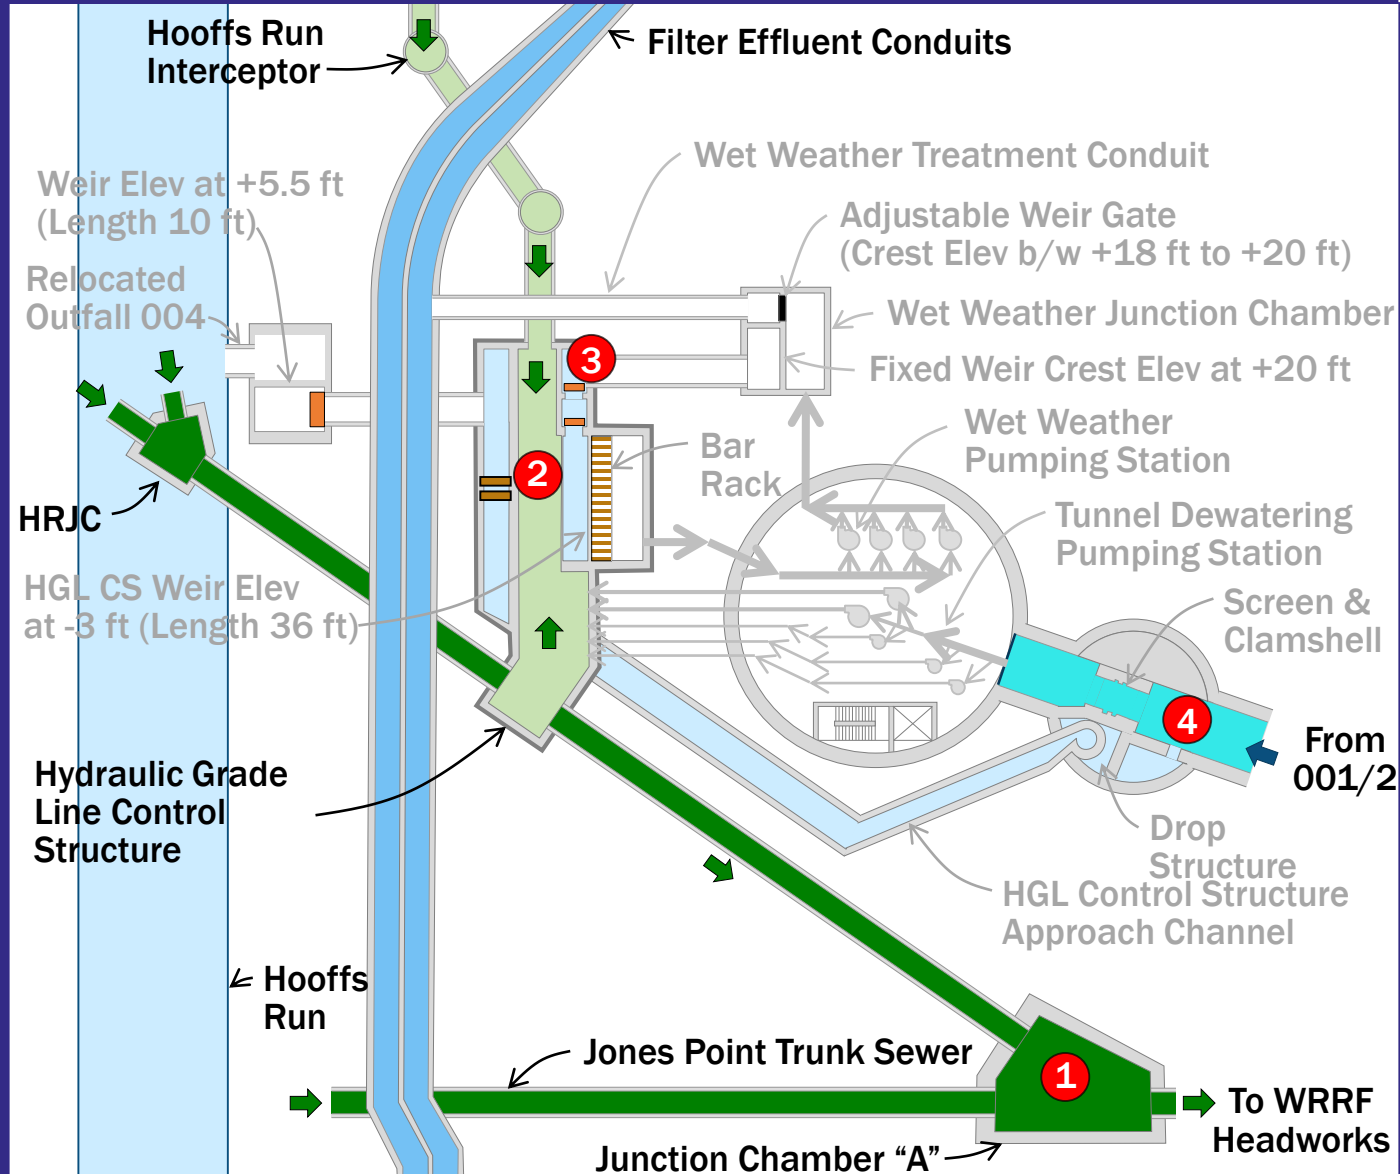 Hooffs Run
Interceptor
Filter Effluent Conduits
Wet Weather Treatment Conduit
Weir Elev at +5.5 ft
(Length 10 ft)
Adjustable Weir Gate
(Crest Elev b/w +18 ft to +20 ft)
Relocated
Outfall 004
Wet Weather Junction Chamber
3
Fixed Weir Crest Elev at +20 ft
Wet Weather
Pumping Station
Bar
Rack
2
HRJC
Tunnel Dewatering
Pumping Station
HGL CS Weir Elev
at -3 ft (Length 36 ft)
Screen &
Clamshell
4
From
001/2
Hydraulic Grade
Line Control
Structure
Drop
Structure
HGL Control Structure
Approach Channel
Hooffs
Run
Jones Point Trunk Sewer
1
To WRRF
Headworks
Junction Chamber “A”